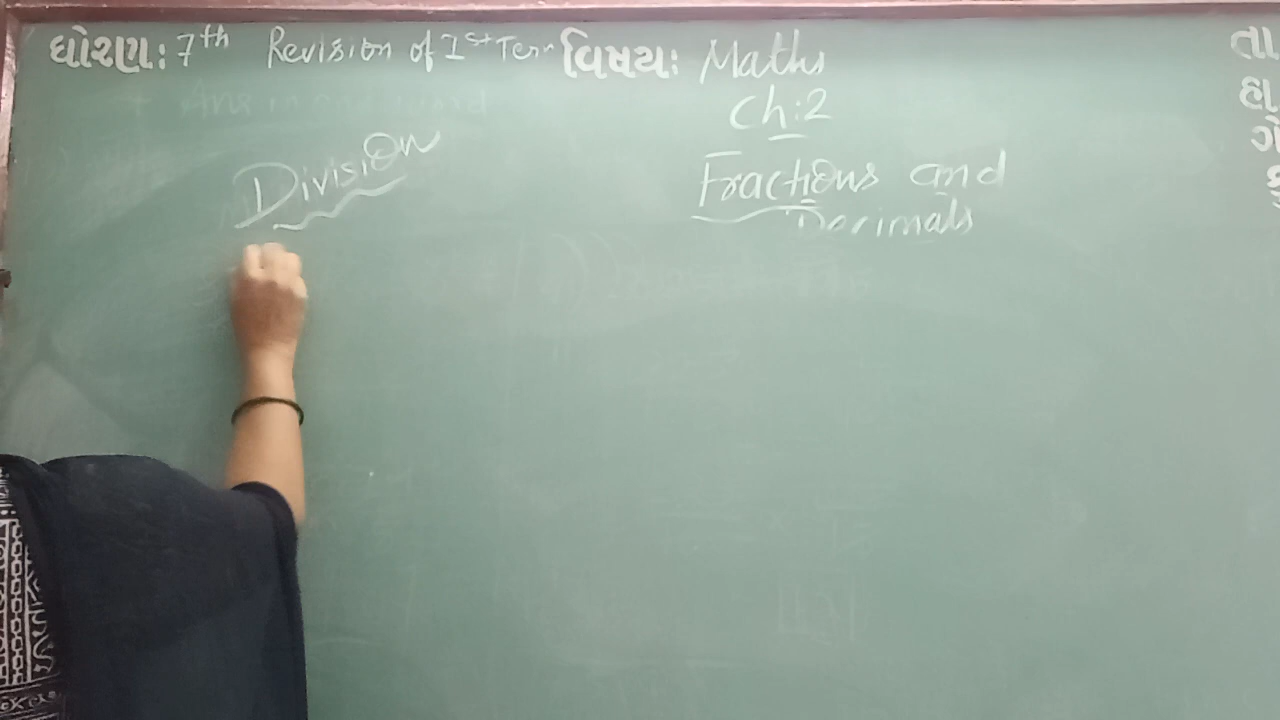 ધોરણ: 7th Revision of 1st Term વિષય: Maths
Ch:2
Division
Fractions and
Decimals
તા
હા
ગે